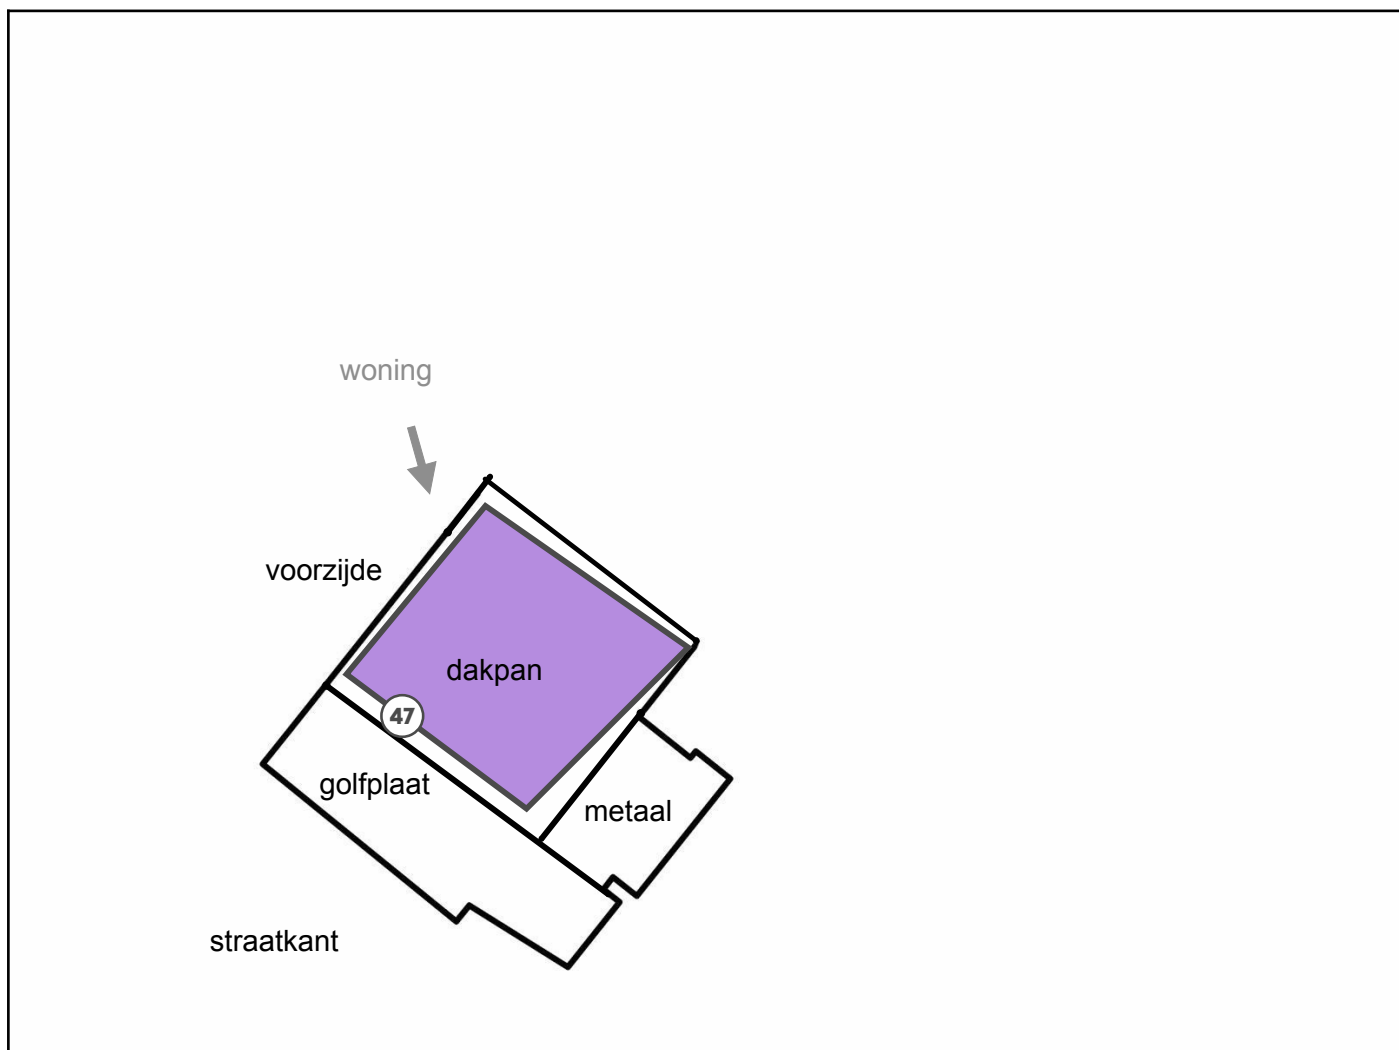 woning
voorzijde
dakpan
47
golfplaat
metaal
straatkant